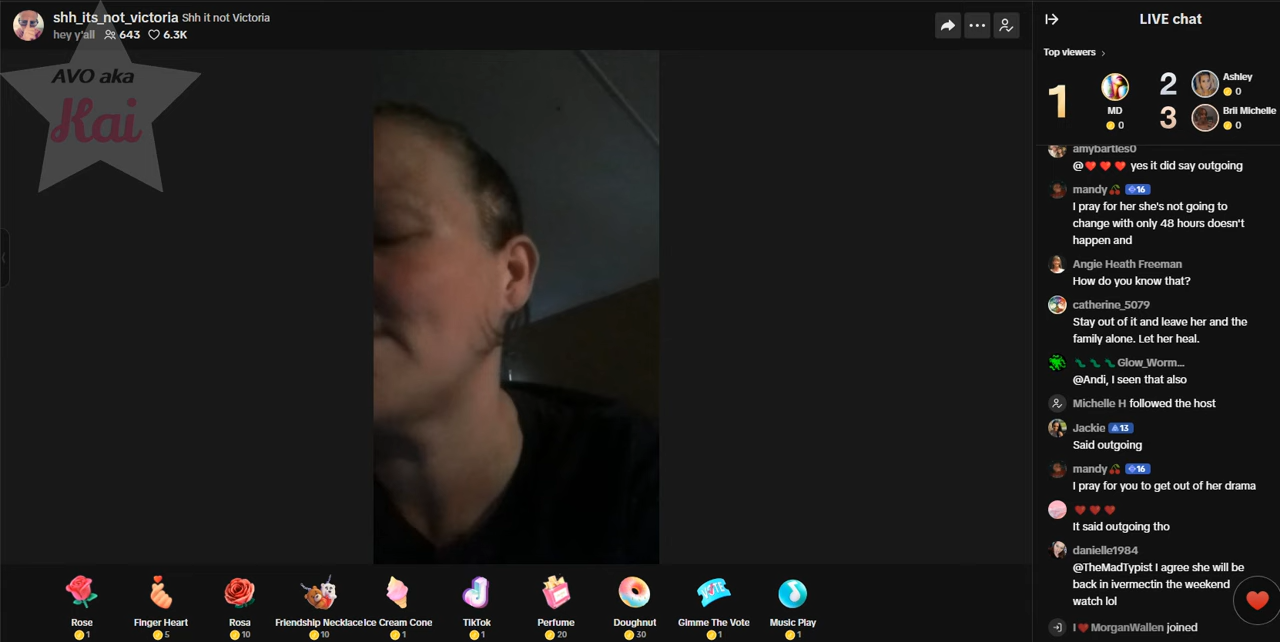 shh_its_not_victoria Shh it not Victoria
hey y'all 643 6.3K
AVO aka
Kai
LIVE chat
Top viewers
1
MD
0
2
Ashley
0
3
Brii Michelle
0
amybartles0
@❤️ ❤️ ❤️ yes it did say outgoing
mandy🍒 16
I pray for her she's not going to
change with only 48 hours doesn't
happen and
Angie Heath Freeman
How do you know that?
catherine_5079
Stay out of it and leave her and the
family alone. Let her heal.
Glow_Worm...
@Andi, I seen that also
Michelle H followed the host
Jackie 13
Said outgoing
mandy🍒 16
I pray for you to get out of her drama
❤️ ❤️ ❤️
It said outgoing tho
danielle1984
@TheMadTypist I agree she will be
back in ivermectin the weekend
watch lol
I❤️MorganWallen joined
Rose
1
Finger Heart
5
Rosa
10
Friendship Necklace
10
Ice Cream Cone
1
TikTok
1
Perfume
20
Doughnut
30
VOTE
Gimme The Vote
1
Music Play
1